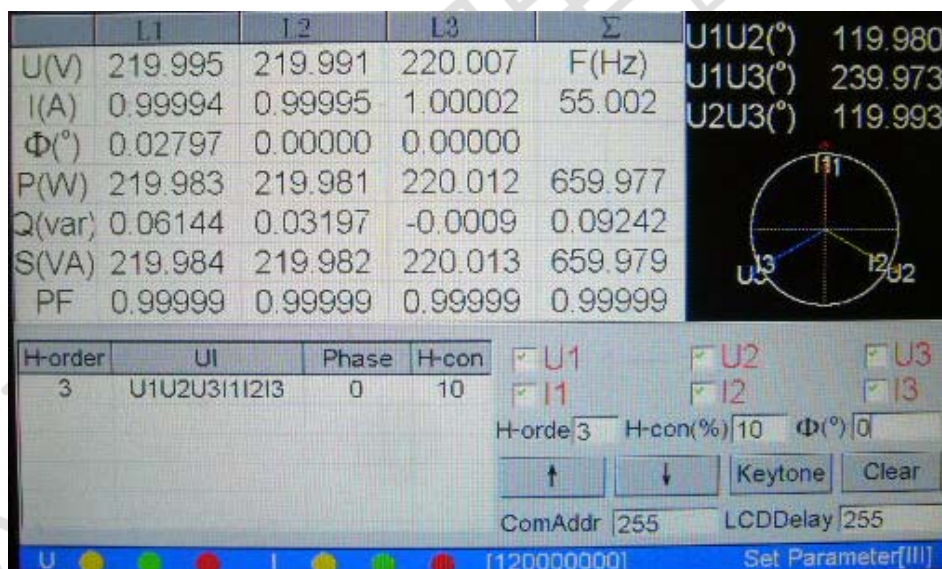 L1 L2 L3 Σ
U(V) 219.995 219.991 220.007 F(Hz)
I(A) 0.99994 0.99995 1.00002 55.002
Φ(°) 0.02797 0.00000 0.00000
P(W) 219.983 219.981 220.012 659.977
Q(var) 0.06144 0.03197 -0.0009 0.09242
S(VA) 219.984 219.982 220.013 659.979
PF 0.99999 0.99999 0.99999 0.99999
U1U2(°) 119.980
U1U3(°) 239.973
U2U3(°) 119.993
U3 I2 U2
H-order UI Phase H-con
3 U1U2U3I1I2I3 0 10
U1 U2 U3
I1 I2 I3
H-orde 3 H-con(%) 10 Φ(°) 0
↑ ↓ Keytone Clear
ComAddr 255 LCDDelay 255
U I [120000000] Set Parameter[III]